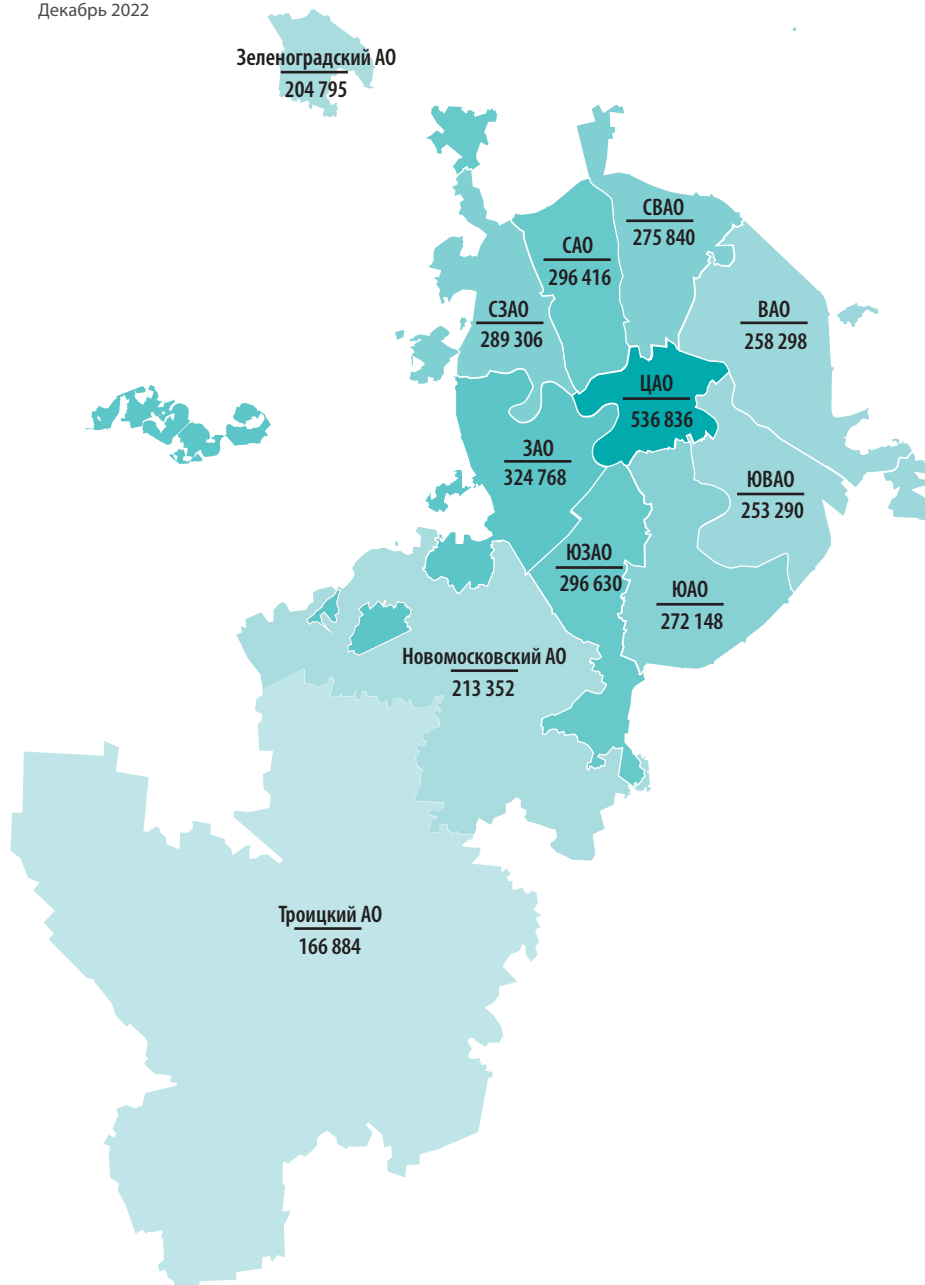 Декабрь 2022
Зеленоградский АО
204 795
СВАО
275 840
САО
296 416
СЗАО
289 306
ВАО
258 298
ЦАО
536 836
ЗАО
324 768
ЮВАО
253 290
ЮЗАО
296 630
ЮАО
272 148
Новомосковский АО
213 352
Троицкий АО
166 884